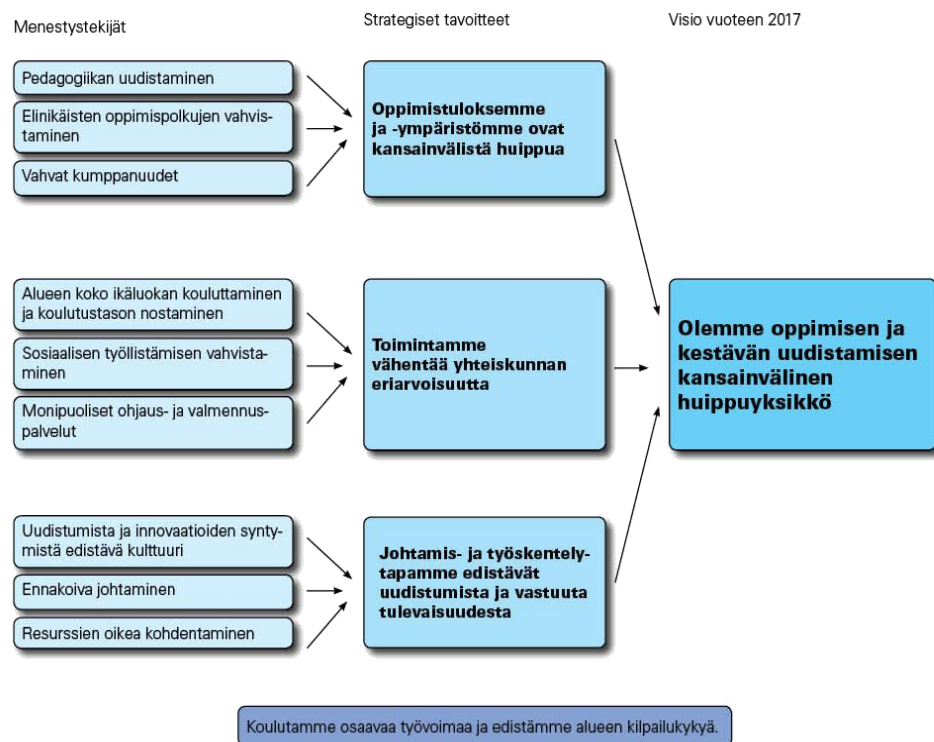 Menestystekijät
Strategiset tavoitteet
Visio vuoteen 2017
Pedagogiikan uudistaminen
Elinikäisten oppimispolkujen vahvis-
taminen
Vahvat kumppanuudet
Oppimistuloksemme
ja -ympäristömme ovat
kansainvälistä huippua
Alueen koko ikäluokan kouluttaminen
ja koulutustason nostaminen
Sosiaalisen työllistämisen vahvista-
minen
Monipuoliset ohjaus- ja valmennus-
palvelut
Toimintamme
vähentää yhteiskunnan
eriarvoisuutta
Olemme oppimisen ja
kestävän uudistamisen
kansainvälinen
huippuyksikkö
Uudistumista ja innovaatioiden synty-
mistä edistävä kulttuuri
Ennakoiva johtaminen
Resurssien oikea kohdentaminen
Johtamis- ja työskentely-
tapamme edistävät
uudistumista ja vastuuta
tulevaisuudesta
Koulutamme osaavaa työvoimaa ja edistämme alueen kilpailukykyä.